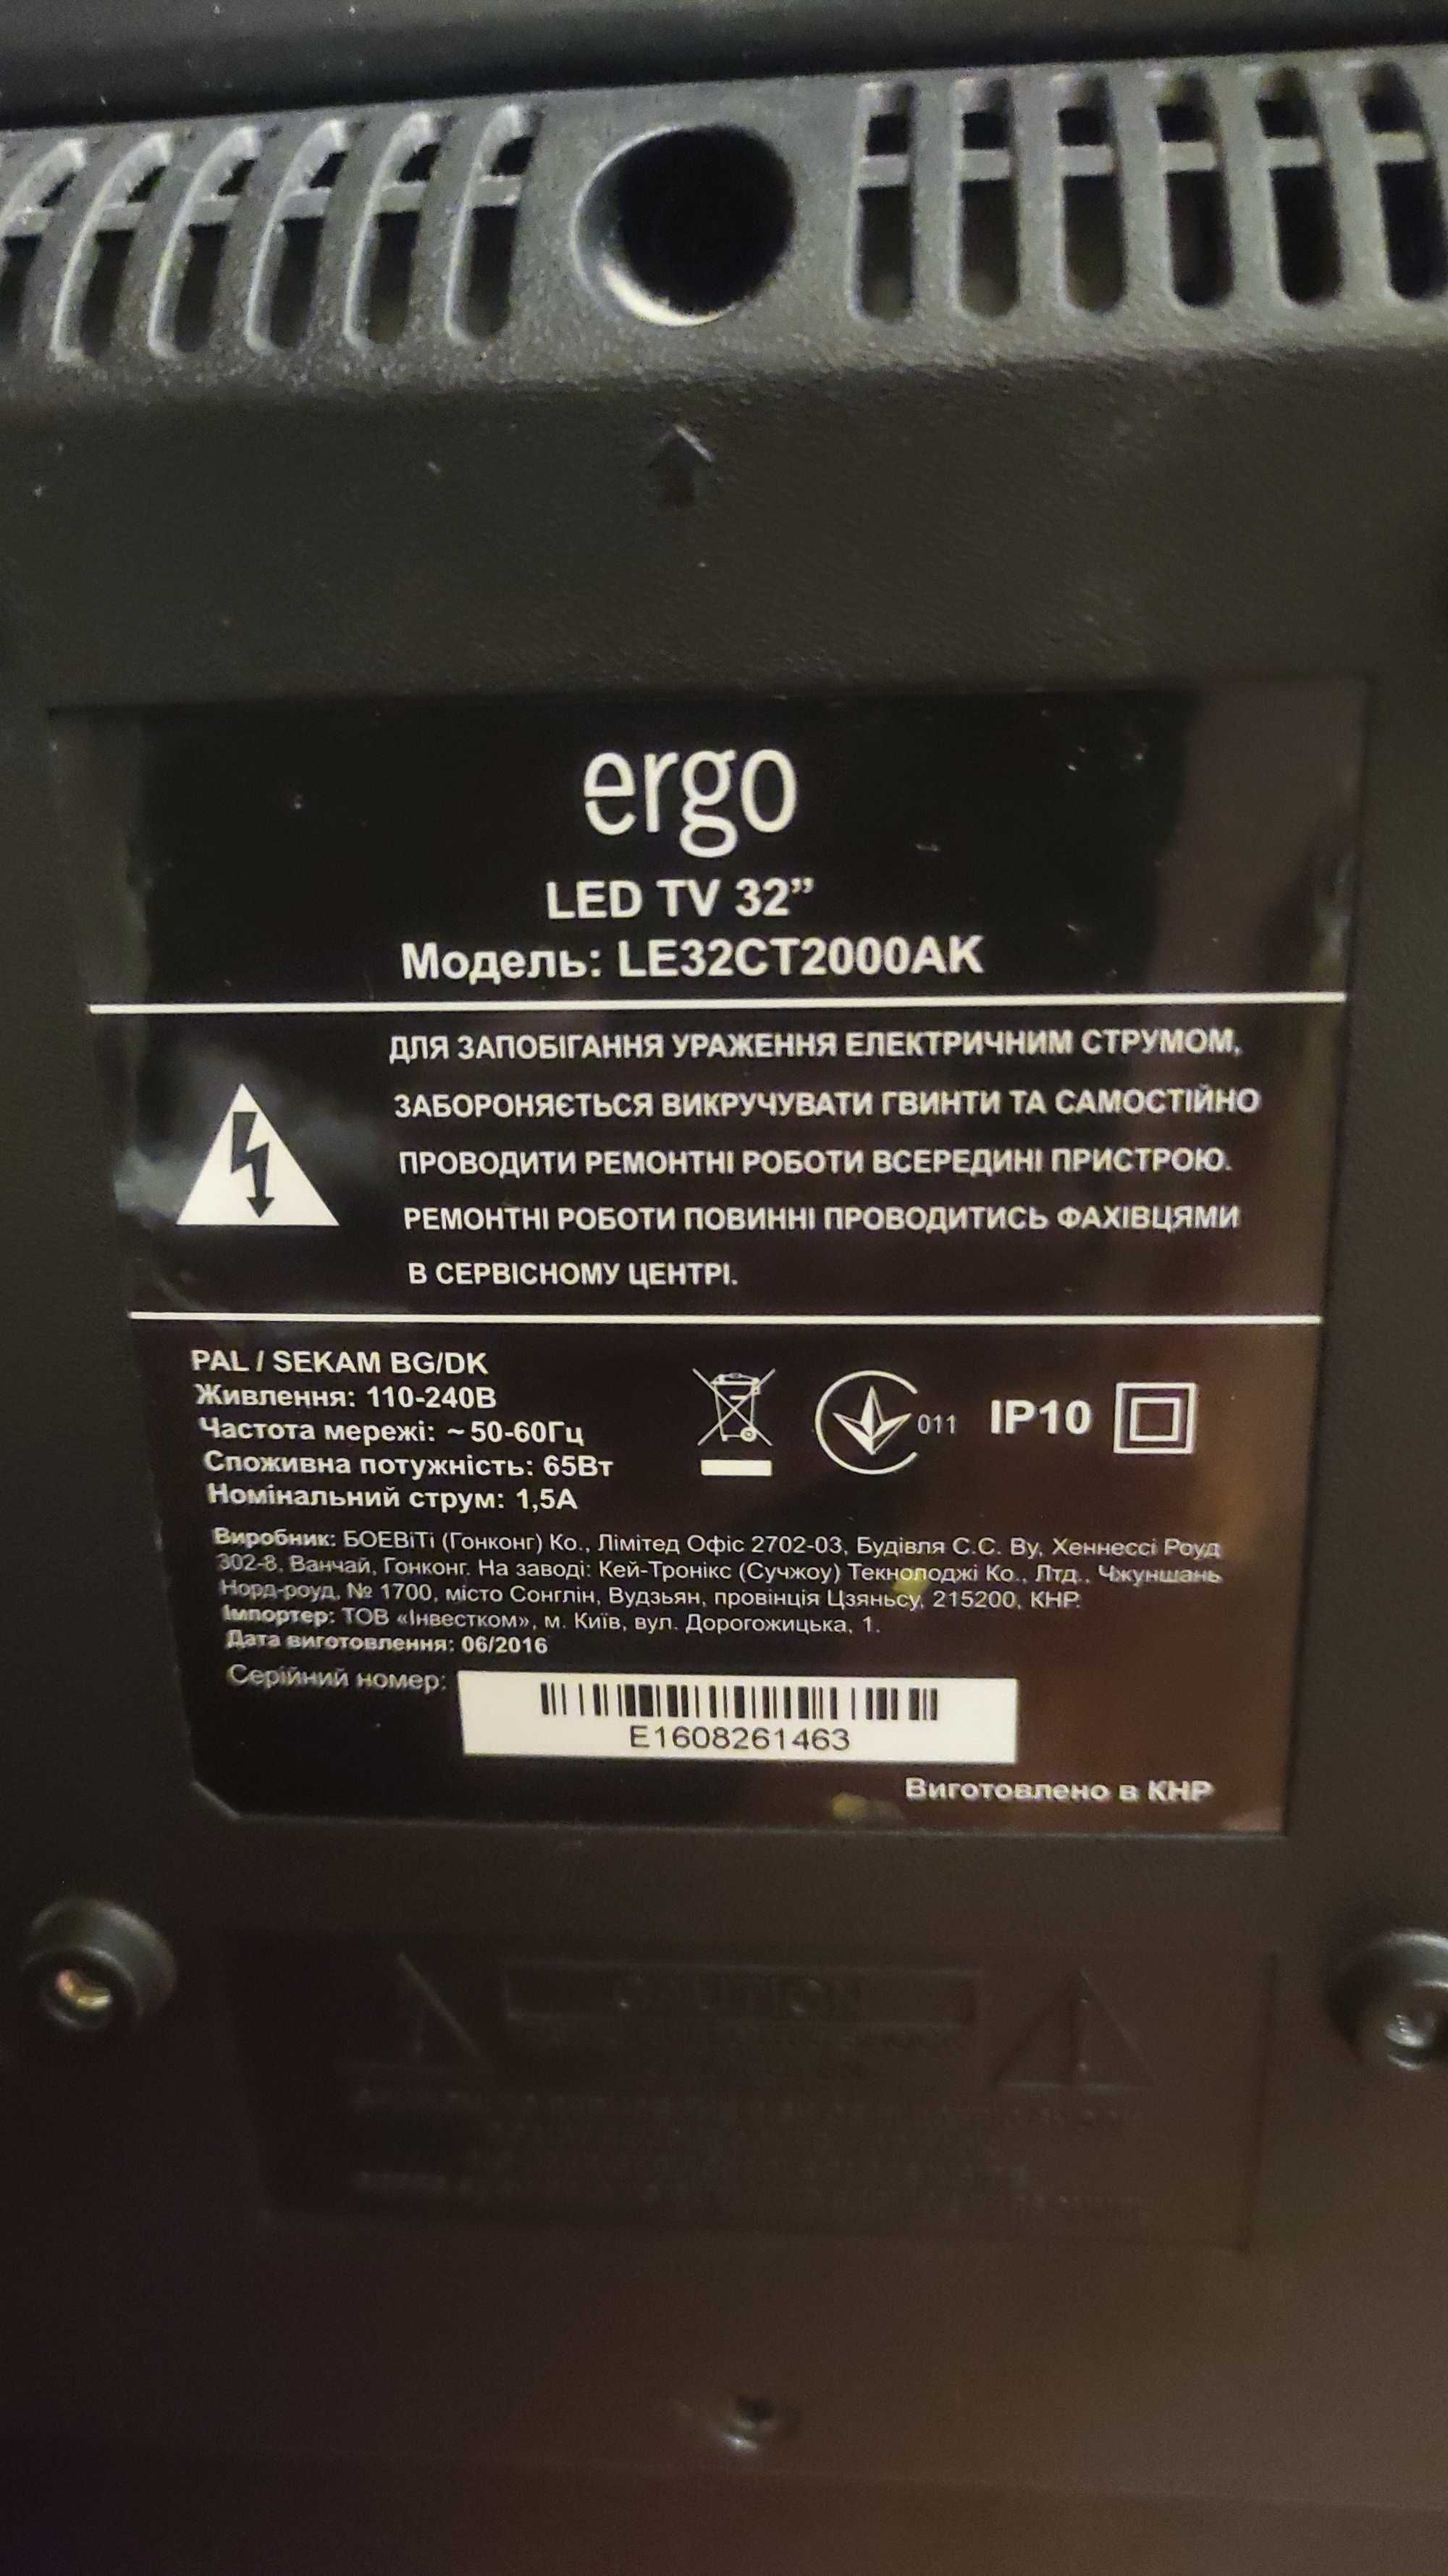 ergo
LED TV 32”
Модель: LE32CT2000AK
ДЛЯ ЗАПОБІГАННЯ УРАЖЕННЯ ЕЛЕКТРИЧНИМ СТРУМОМ,
ЗАБОРОНЯЄТЬСЯ ВИКРУЧУВАТИ ГВИНТИ ТА САМОСТІЙНО
ПРОВОДИТИ РЕМОНТНІ РОБОТИ ВСЕРЕДИНІ ПРИСТРОЮ.
РЕМОНТНІ РОБОТИ ПОВИННІ ПРОВОДИТИСЬ ФАХІВЦЯМИ
В СЕРВІСНОМУ ЦЕНТРІ.
PAL / SEKAM BG/DK
Живлення: 110-240В
Частота мережі: ~ 50-60Гц
Споживна потужність: 65Вт
Номінальний струм: 1,5А
011 IP10
Виробник: БОЕВіТі (Гонконг) Ко., Лімітед Офіс 2702-03, Будівля С.С. Ву, Хеннессі Роуд
302-8, Ванчай, Гонконг. На заводі: Кей-Тронікс (Сучжоу) Текнолоджі Ко., Лтд., Чжуншань
Норд-роуд, № 1700, місто Сонглін, Вудзьян, провінція Цзяньсу, 215200, КНР.
Імпортер: ТОВ «Інвестком», м. Київ, вул. Дорогожицька, 1.
Дата виготовлення: 06/2016
Серійний номер:
E1608261463
Виготовлено в КНР
CAUTION